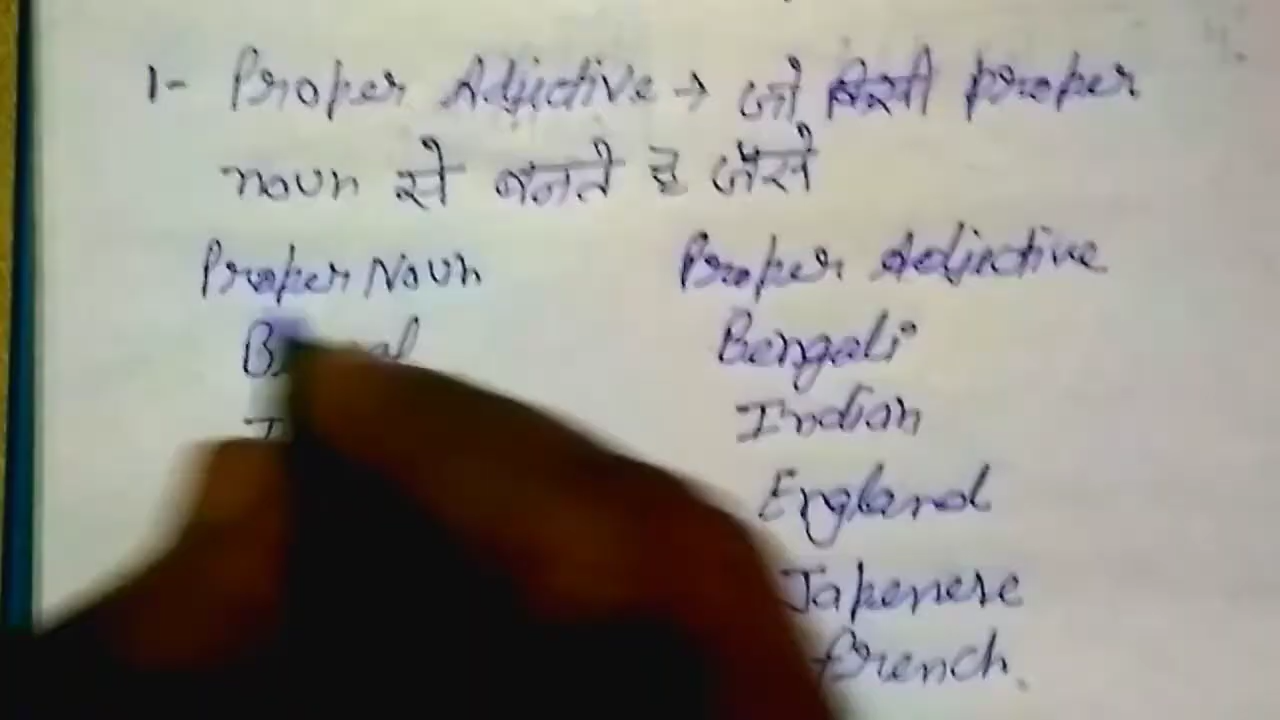 1- Proper Adjective → जो किसी proper
noun से बनते है जैसे
Proper Noun Proper Adjective
Bengali
Indian
England
Japenese
French.